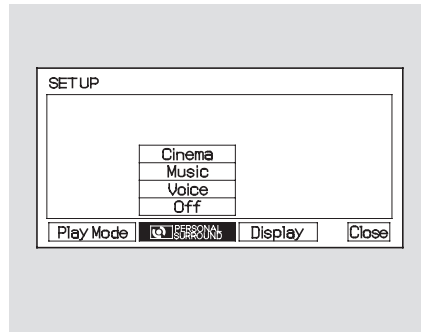 SETUP
Cinema
Music
Voice
Off
Play Mode
PERSONAL
SURROUND
Display
Close